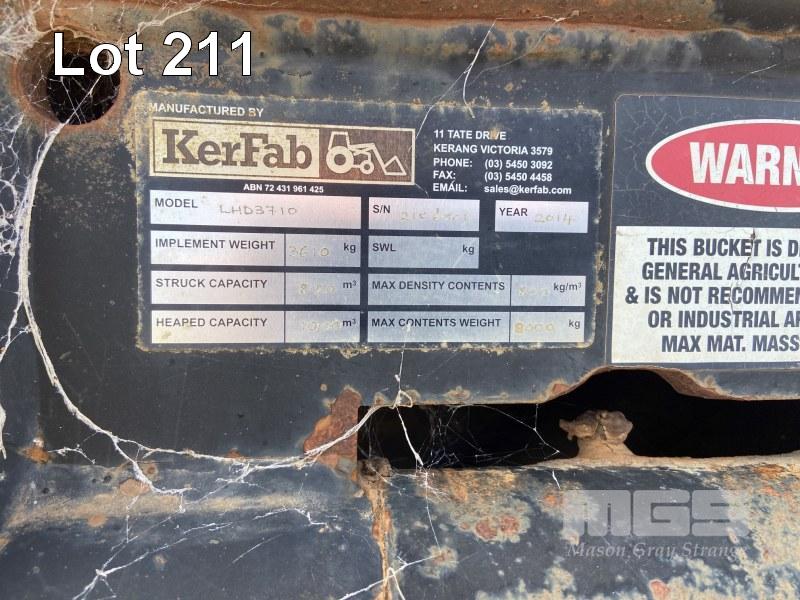 Lot 211
MANUFACTURED BY
KerFab
11 TATE DRIVE
KERANG VICTORIA 3579
PHONE: (03) 5450 3092
FAX: (03) 5450 4458
EMAIL: sales@kerfab.com
ABN 72 431 961 425
MODEL LHD3710
S/N
YEAR 2014
IMPLEMENT WEIGHT 3610 kg
SWL kg
STRUCK CAPACITY m³
MAX DENSITY CONTENTS kg/m³
HEAPED CAPACITY m³
MAX CONTENTS WEIGHT 8000 kg
WARN
THIS BUCKET IS D
GENERAL AGRICULT
& IS NOT RECOMMEN
OR INDUSTRIAL AP
MAX MAT. MASS
MGS
Mason Gray Strange